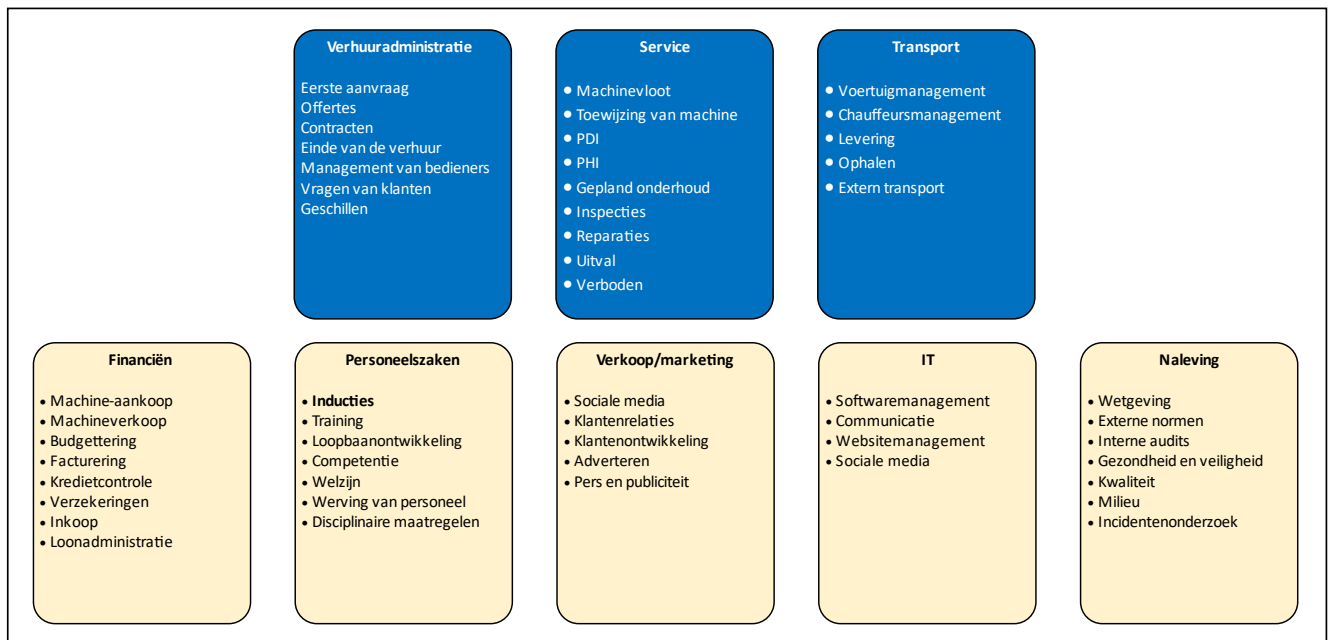 Verhuuradministratie
Eerste aanvraag
Offertes
Contracten
Einde van de verhuur
Management van bedieners
Vragen van klanten
Geschillen
Service
• Machinevloot
• Toewijzing van machine
• PDI
• PHI
• Gepland onderhoud
• Inspecties
• Reparaties
• Uitval
• Verboden
Transport
• Voertuigmanagement
• Chauffeursmanagement
• Levering
• Ophalen
• Extern transport
Financiën
• Machine-aankoop
• Machineverkoop
• Budgettering
• Facturering
• Kredietcontrole
• Verzekeringen
• Inkoop
• Loonadministratie
Personeelszaken
• Inducties
• Training
• Loopbaanontwikkeling
• Competentie
• Welzijn
• Werving van personeel
• Disciplinaire maatregelen
Verkoop/marketing
• Sociale media
• Klantenrelaties
• Klantenontwikkeling
• Adverteren
• Pers en publiciteit
IT
• Softwaremanagement
• Communicatie
• Websitemanagement
• Sociale media
Naleving
• Wetgeving
• Externe normen
• Interne audits
• Gezondheid en veiligheid
• Kwaliteit
• Milieu
• Incidentenonderzoek